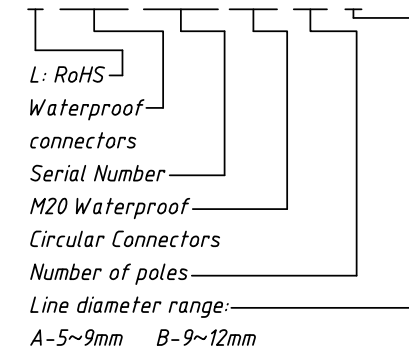 L: RoHS
Waterproof
connectors
Serial Number
M20 Waterproof
Circular Connectors
Number of poles
Line diameter range:
A-5~9mm B-9~12mm